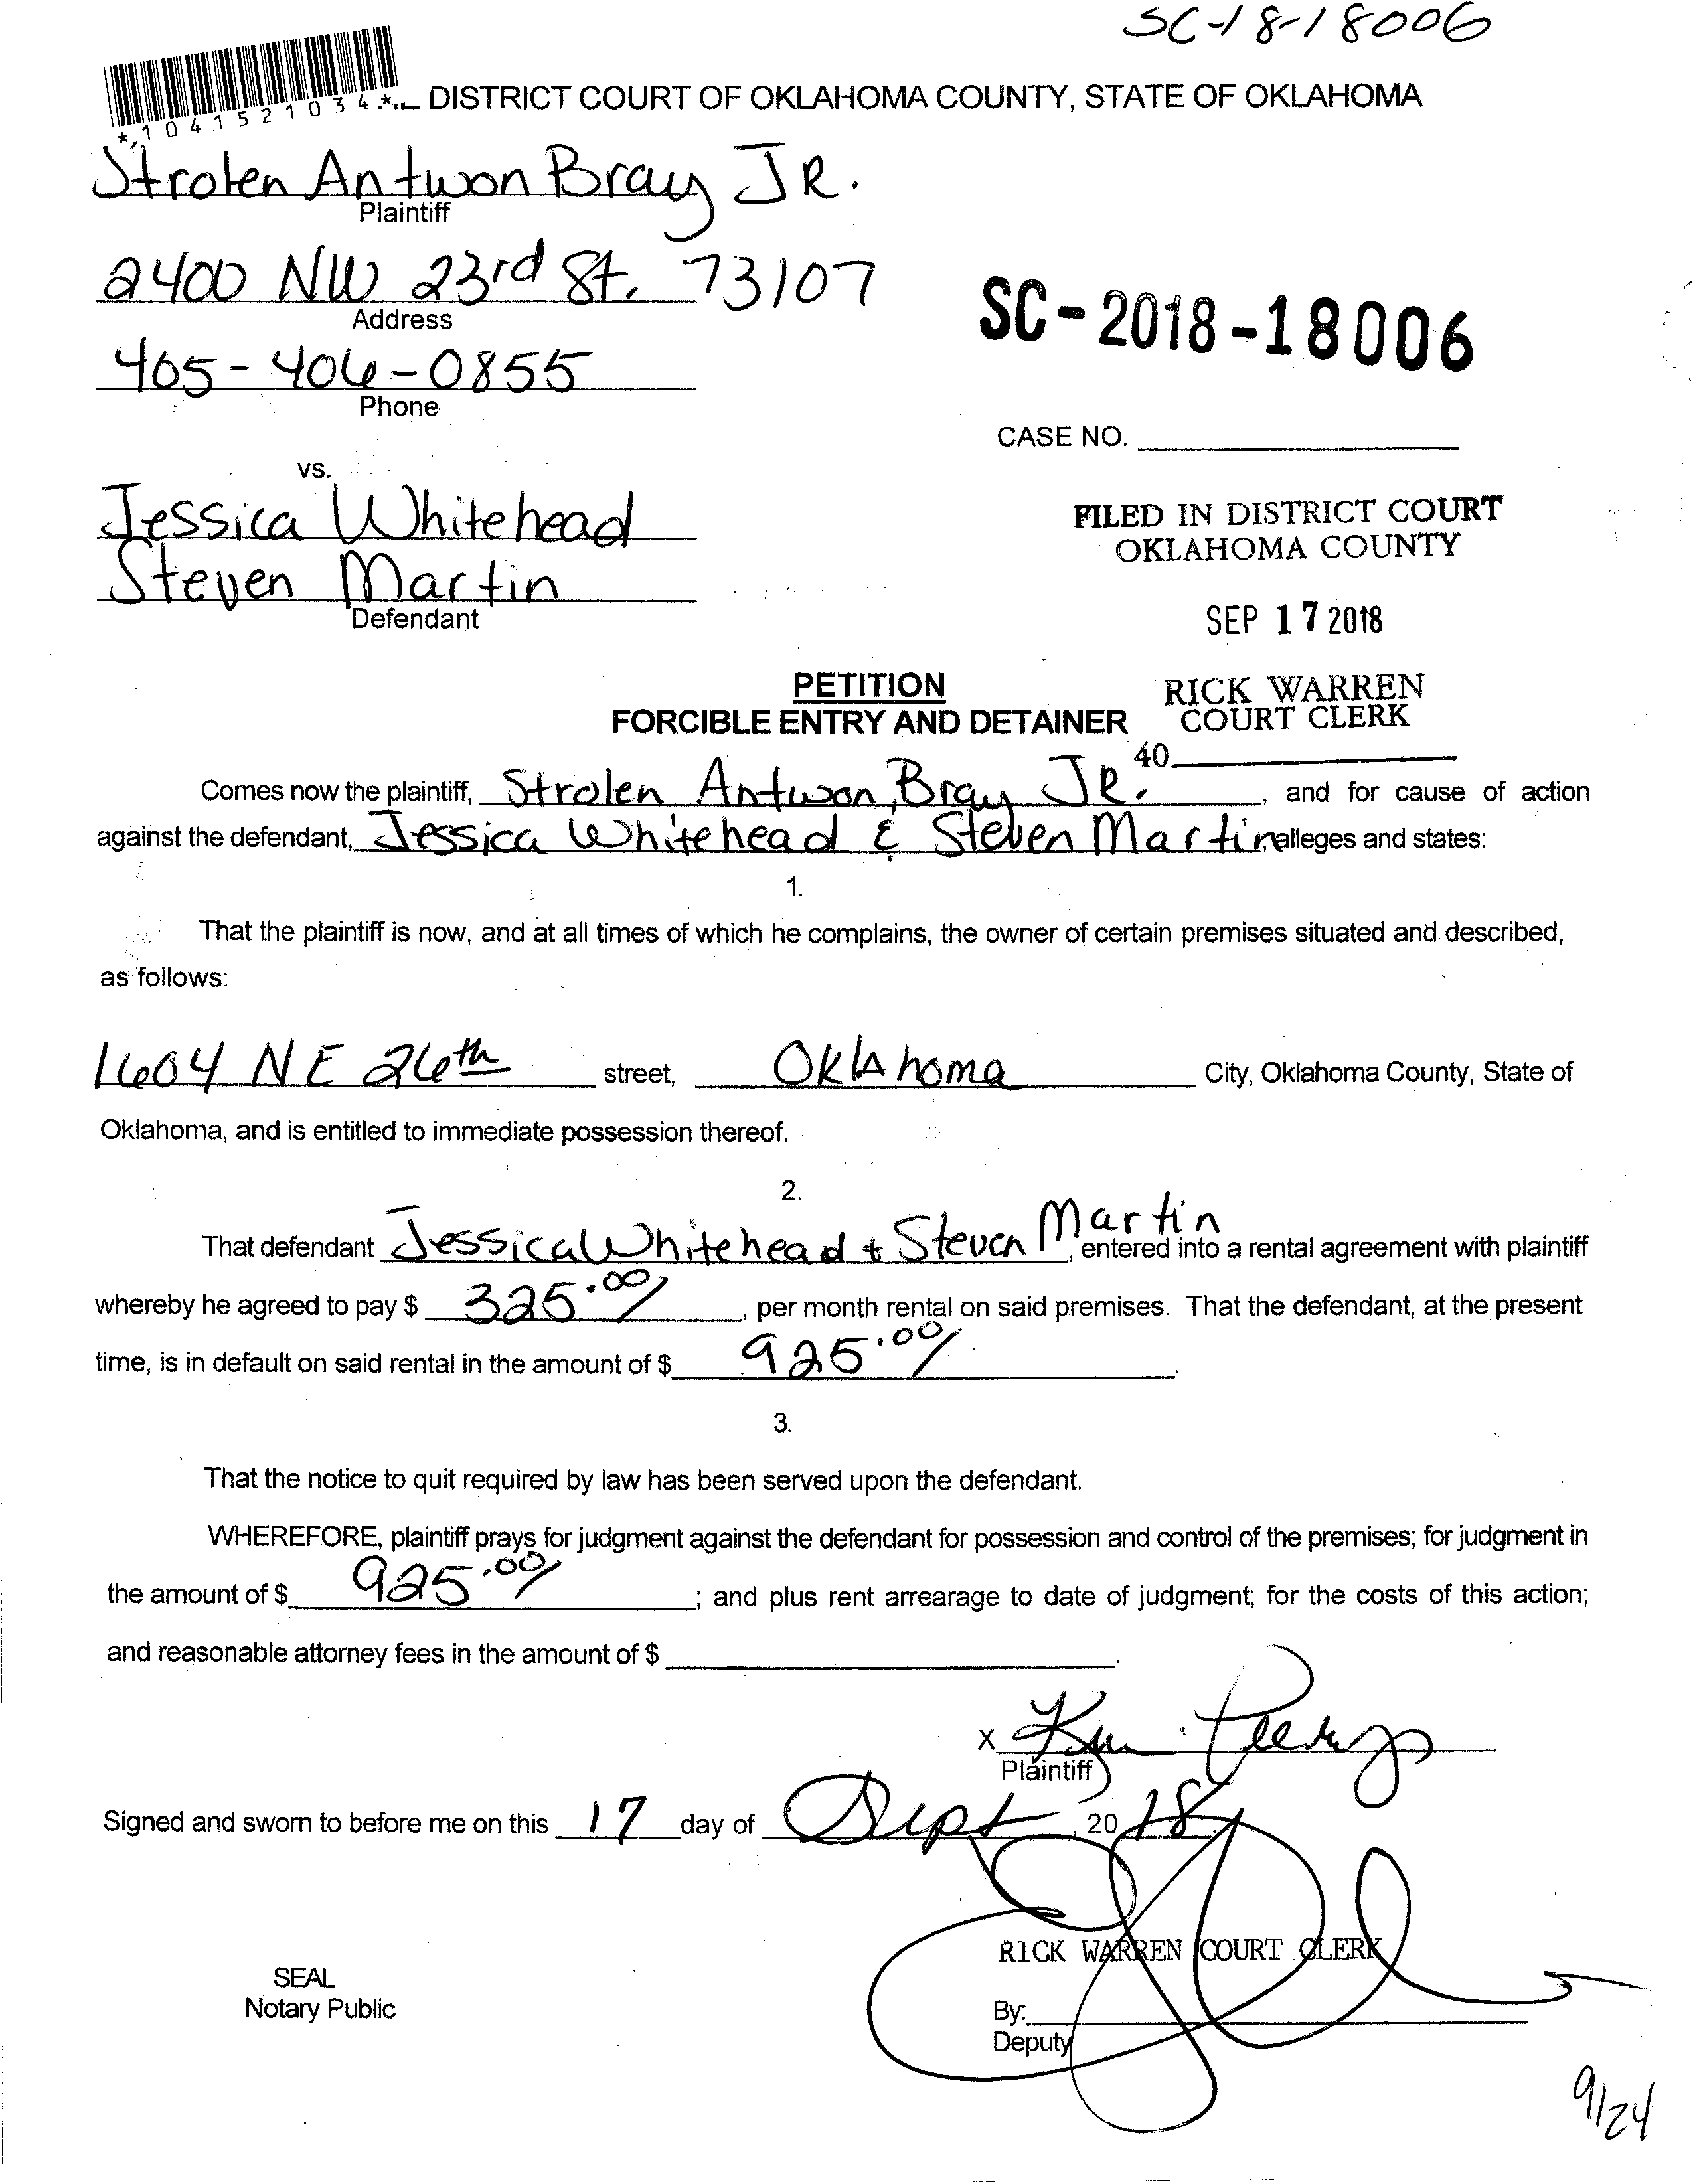 SC-18-18006
*1041521034*
DISTRICT COURT OF OKLAHOMA COUNTY, STATE OF OKLAHOMA
Strolen Antwon Bray JR.
Plaintiff
2400 NW 23rd St. 73107
Address
405-406-0855
Phone
SC-2018-18006
CASE NO.
vs.
Jessica Whitehead
Steven Martin
Defendant
FILED IN DISTRICT COURT
OKLAHOMA COUNTY
SEP 17 2018
RICK WARREN
COURT CLERK
40
PETITION
FORCIBLE ENTRY AND DETAINER
Comes now the plaintiff, Strolen Antwon Bray JR. , and for cause of action
against the defendant, Jessica Whitehead & Steven Martin alleges and states:
1.
That the plaintiff is now, and at all times of which he complains, the owner of certain premises situated and described,
as follows:
1604 NE 26th street, Oklahoma City, Oklahoma County, State of
Oklahoma, and is entitled to immediate possession thereof.
2.
That defendant Jessica Whitehead + Steven Martin, entered into a rental agreement with plaintiff
whereby he agreed to pay $ 325.00/ , per month rental on said premises. That the defendant, at the present
time, is in default on said rental in the amount of $ 925.00/ .
3.
That the notice to quit required by law has been served upon the defendant.
WHEREFORE, plaintiff prays for judgment against the defendant for possession and control of the premises; for judgment in
the amount of $ 925.00/ ; and plus rent arrearage to date of judgment; for the costs of this action;
and reasonable attorney fees in the amount of $ .
X
Plaintiff
Signed and sworn to before me on this 17 day of Sept , 20 18.
RICK WARREN COURT CLERK
SEAL
Notary Public
By:
Deputy
9/24